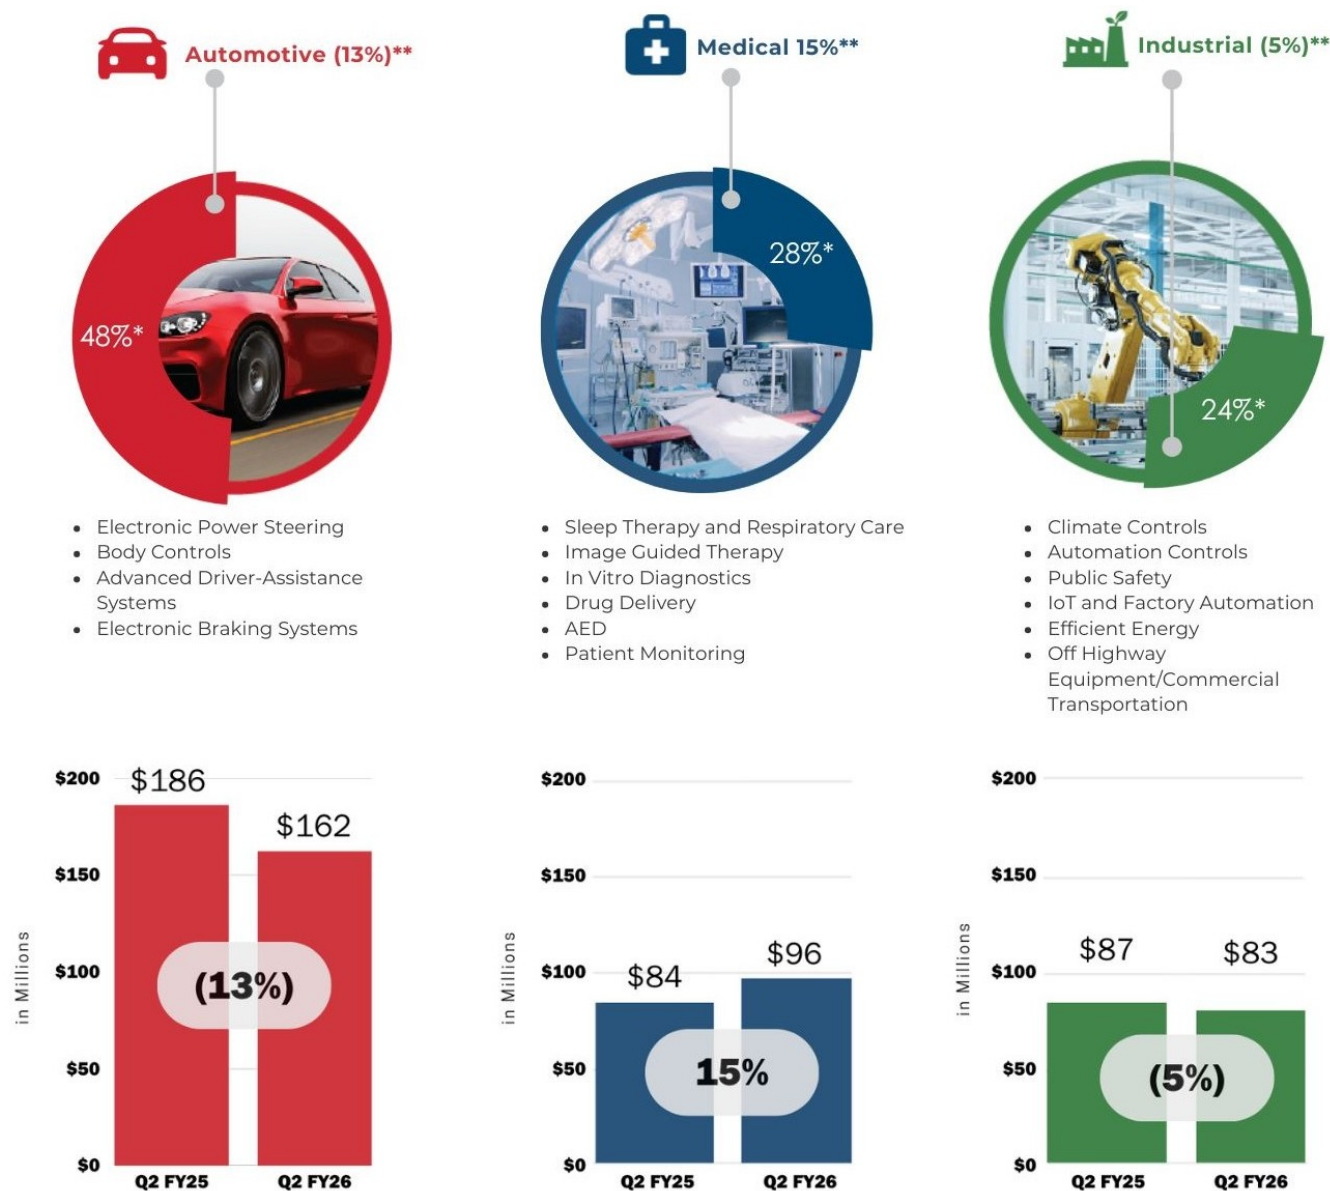 Automotive (13%)**
48%*
• Electronic Power Steering
• Body Controls
• Advanced Driver-Assistance
Systems
• Electronic Braking Systems
$200
$150
$100
$50
$0
in Millions
$186
$162
(13%)
Q2 FY25
Q2 FY26
Medical 15%**
28%*
• Sleep Therapy and Respiratory Care
• Image Guided Therapy
• In Vitro Diagnostics
• Drug Delivery
• AED
• Patient Monitoring
$200
$150
$100
$50
$0
in Millions
$84
$96
15%
Q2 FY25
Q2 FY26
Industrial (5%)**
24%*
• Climate Controls
• Automation Controls
• Public Safety
• IoT and Factory Automation
• Efficient Energy
• Off Highway
Equipment/Commercial
Transportation
$200
$150
$100
$50
$0
in Millions
$87
$83
(5%)
Q2 FY25
Q2 FY26